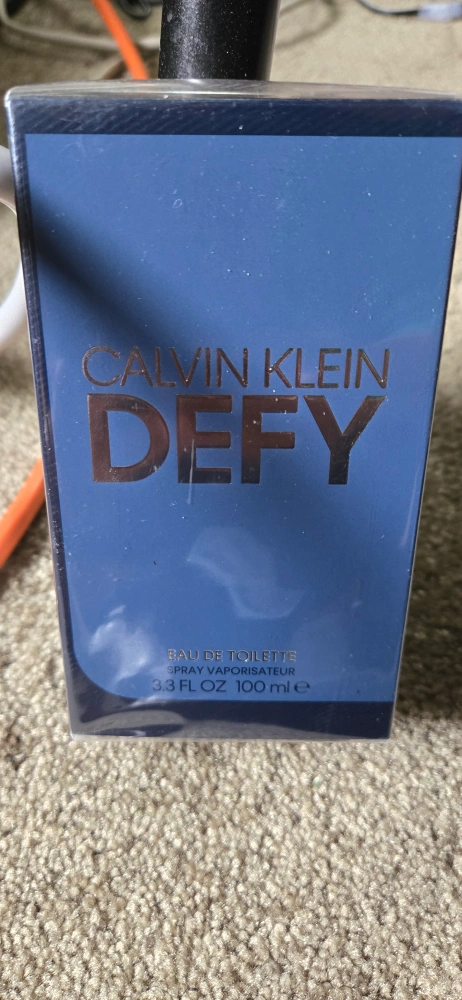 CALVIN KLEIN
DEFY
EAU DE TOILETTE
SPRAY VAPORISATEUR
3.3 FL OZ 100 ml ℮